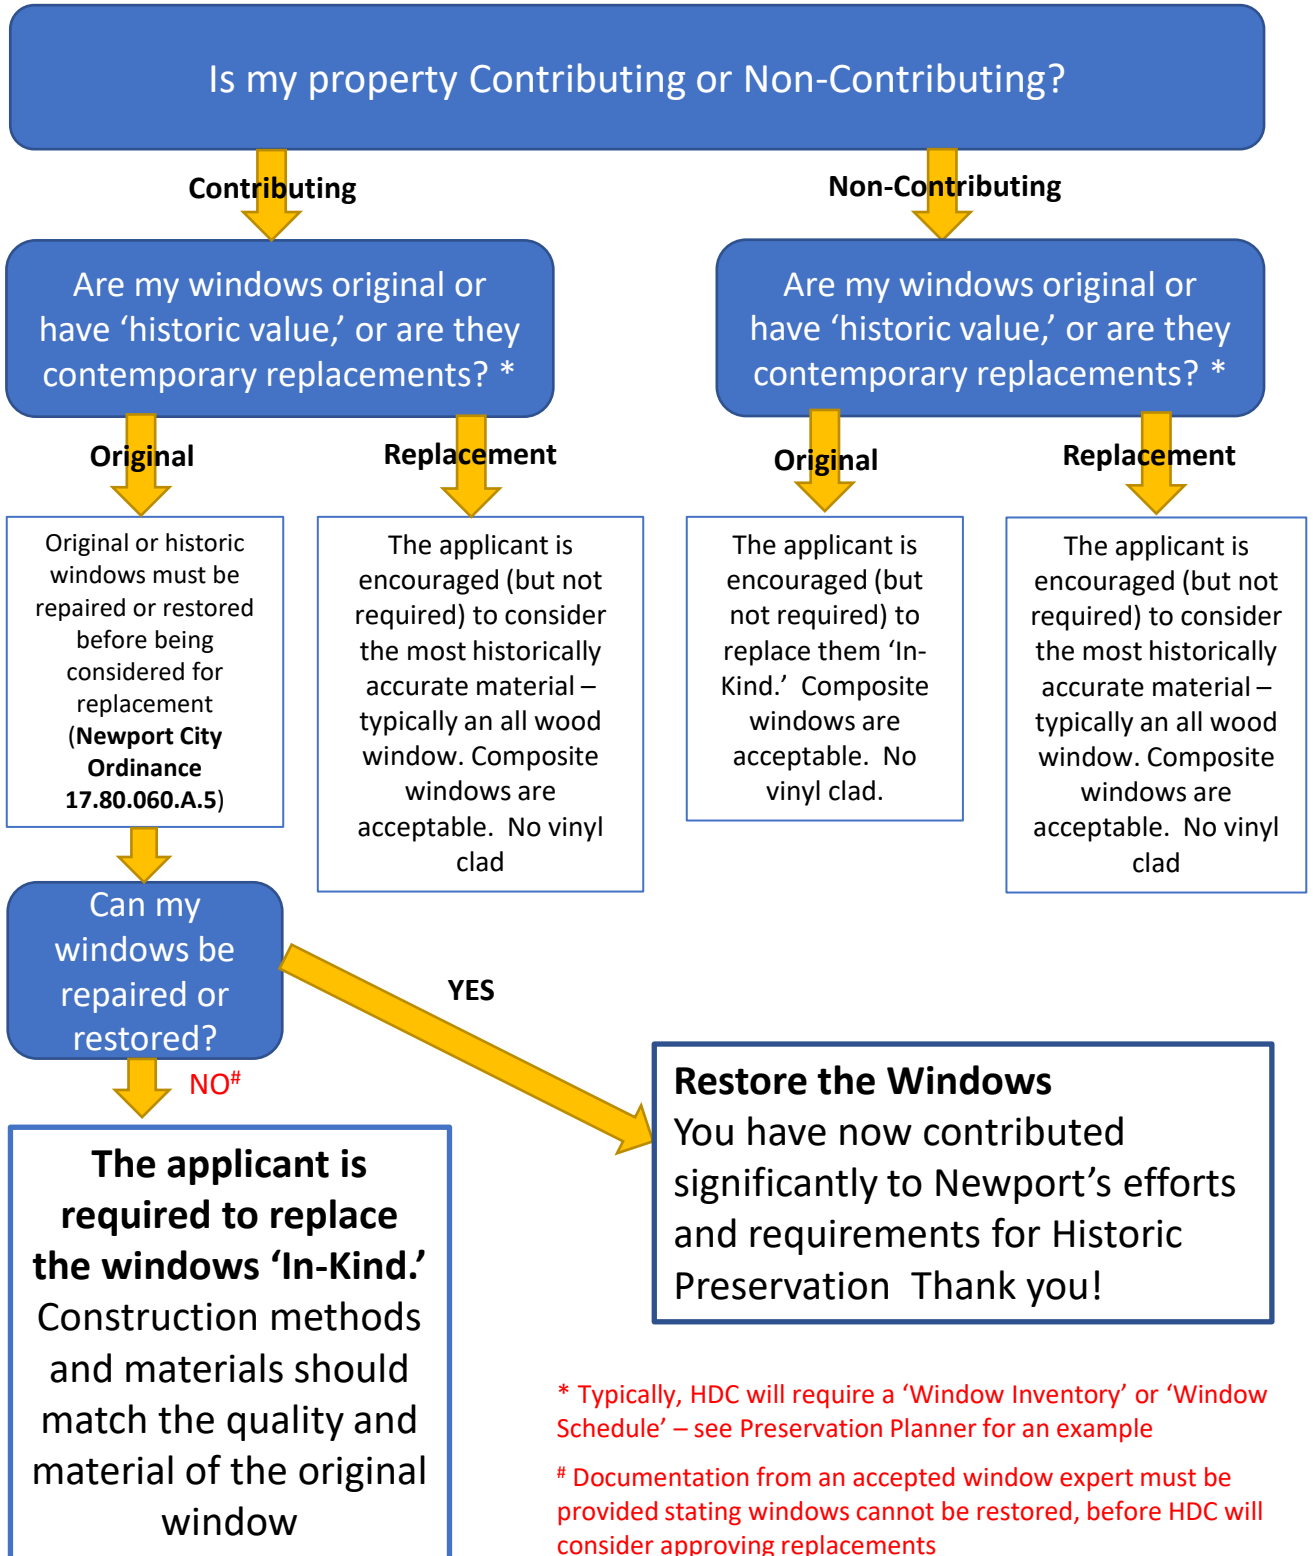 Is my property Contributing or Non-Contributing?
Contributing
Non-Contributing
Are my windows original or
have ‘historic value,’ or are they
contemporary replacements? *
Are my windows original or
have ‘historic value,’ or are they
contemporary replacements? *
Original
Replacement
Original
Replacement
Original or historic
windows must be
repaired or restored
before being
considered for
replacement
(Newport City
Ordinance
17.80.060.A.5)
The applicant is
encouraged (but not
required) to consider
the most historically
accurate material –
typically an all wood
window. Composite
windows are
acceptable.  No vinyl
clad
The applicant is
encouraged (but
not required) to
replace them ‘In-
Kind.’  Composite
windows are
acceptable.  No
vinyl clad.
The applicant is
encouraged (but not
required) to consider
the most historically
accurate material –
typically an all wood
window. Composite
windows are
acceptable.  No vinyl
clad
Can my
windows be
repaired or
restored?
YES
NO#
Restore the Windows
You have now contributed
significantly to Newport’s efforts
and requirements for Historic
Preservation  Thank you!
The applicant is
required to replace
the windows ‘In-Kind.’
Construction methods
and materials should
match the quality and
material of the original
window
* Typically, HDC will require a ‘Window Inventory’ or ‘Window
Schedule’ – see Preservation Planner for an example
# Documentation from an accepted window expert must be
provided stating windows cannot be restored, before HDC will
consider approving replacements